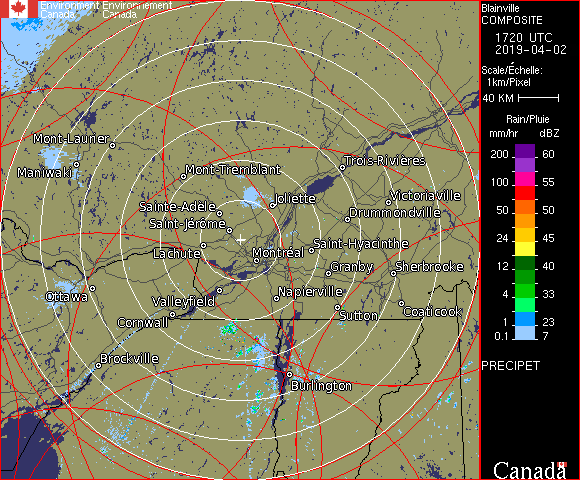 Environment Environnement
Canada Canada
Blainville
COMPOSITE
1720 UTC
2019-04-02
Scale/Échelle:
1km/Pixel
40 KM
Rain/Pluie
mm/hr dBZ
200 60
100 55
50 50
24 45
12 40
4 33
1 23
0.1 7
PRECIPET
Canada
Mont-Laurier
Maniwaki
Mont-Tremblant
Trois-Rivières
Sainte-Adèle
Joliette
Victoriaville
Saint-Jérôme
Drummondville
Lachute
Montréal
Saint-Hyacinthe
Granby
Sherbrooke
Ottawa
Valleyfield
Napierville
Cornwall
Sutton
Coaticook
Brockville
Burlington